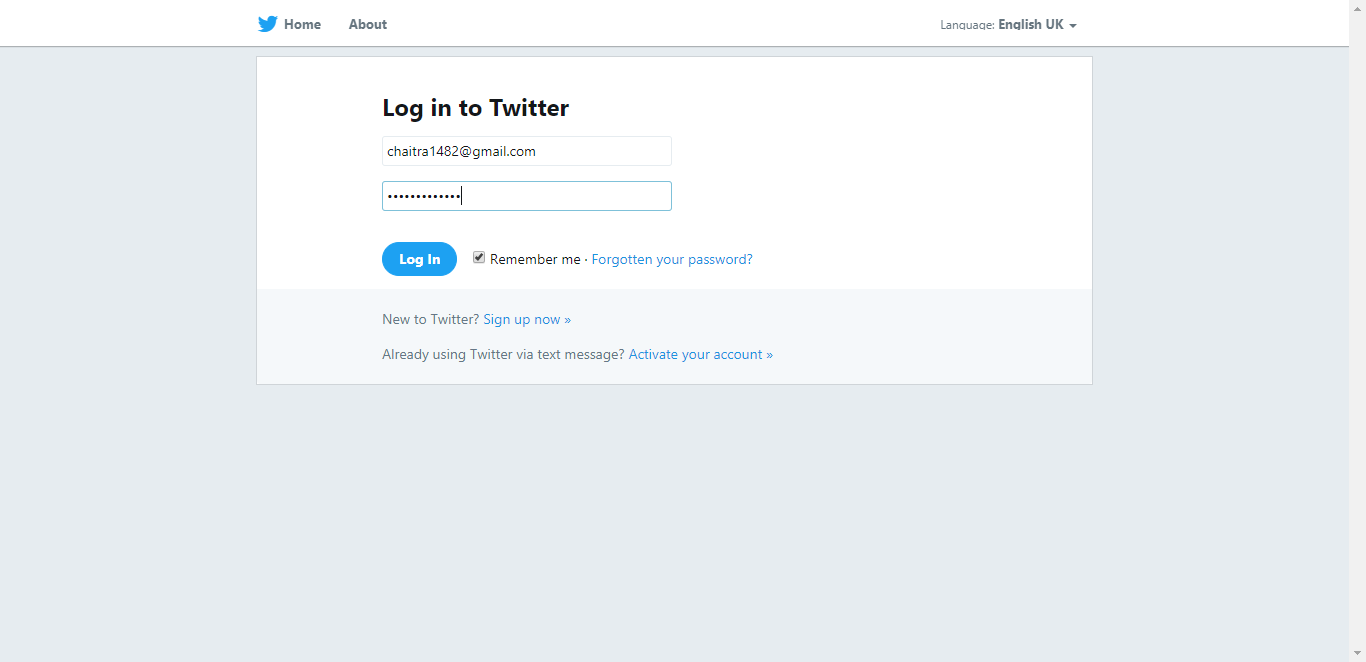 Home About Language: English UK
Log in to Twitter
chaitra1482@gmail.com
•••••••••••••
Log In Remember me · Forgotten your password?
New to Twitter? Sign up now »
Already using Twitter via text message? Activate your account »